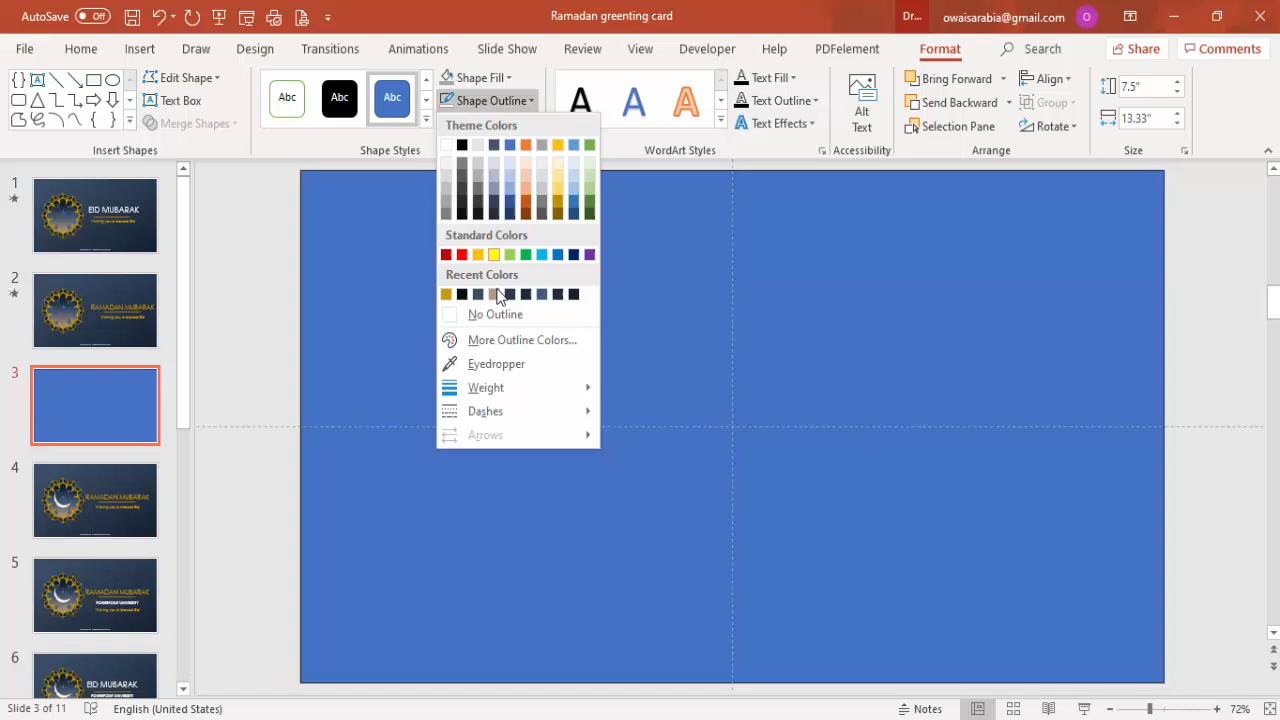 AutoSave Off
Ramadan greenting card
Dr...
owaisarabia@gmail.com
O
File Home Insert Draw Design Transitions Animations Slide Show Review View Developer Help PDFelement Format Search Share Comments
Edit Shape
Text Box
Merge Shapes
Insert Shapes
Abc Abc Abc
Shape Fill
Shape Outline
Shape Styles
A A A
Text Fill
Text Outline
Text Effects
WordArt Styles
Alt
Text
Accessibility
Bring Forward
Send Backward
Selection Pane
Align
Group
Rotate
Arrange
7.5"
13.33"
Size
Theme Colors
Standard Colors
Recent Colors
No Outline
More Outline Colors...
Eyedropper
Weight
Dashes
Arrows
1
EID MUBARAK
2
RAMADAN MUBARAK
3
4
RAMADAN MUBARAK
5
RAMADAN MUBARAK
POWERPOINT UNIVERSITY
6
EID MUBARAK
POWERPOINT UNIVERSITY
Slide 3 of 11
English (United States)
Notes
72%